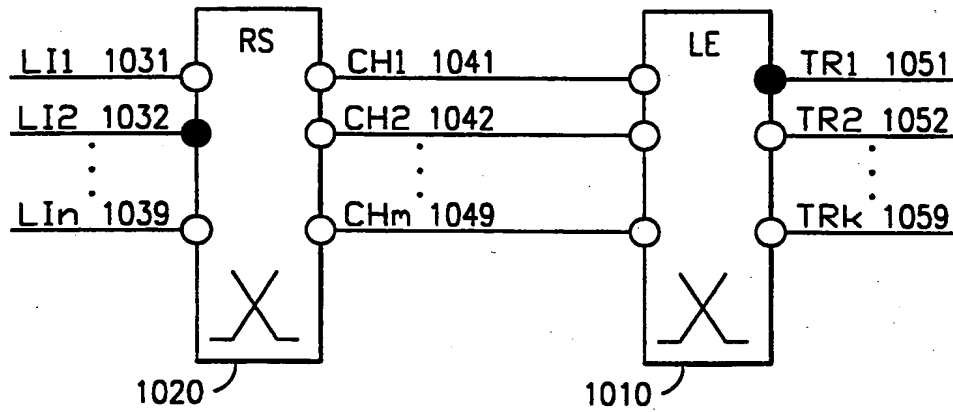 RS
LE
LI1 1031
CH1 1041
TR1 1051
LI2 1032
CH2 1042
TR2 1052
LIn 1039
CHm 1049
TRk 1059
1020
1010